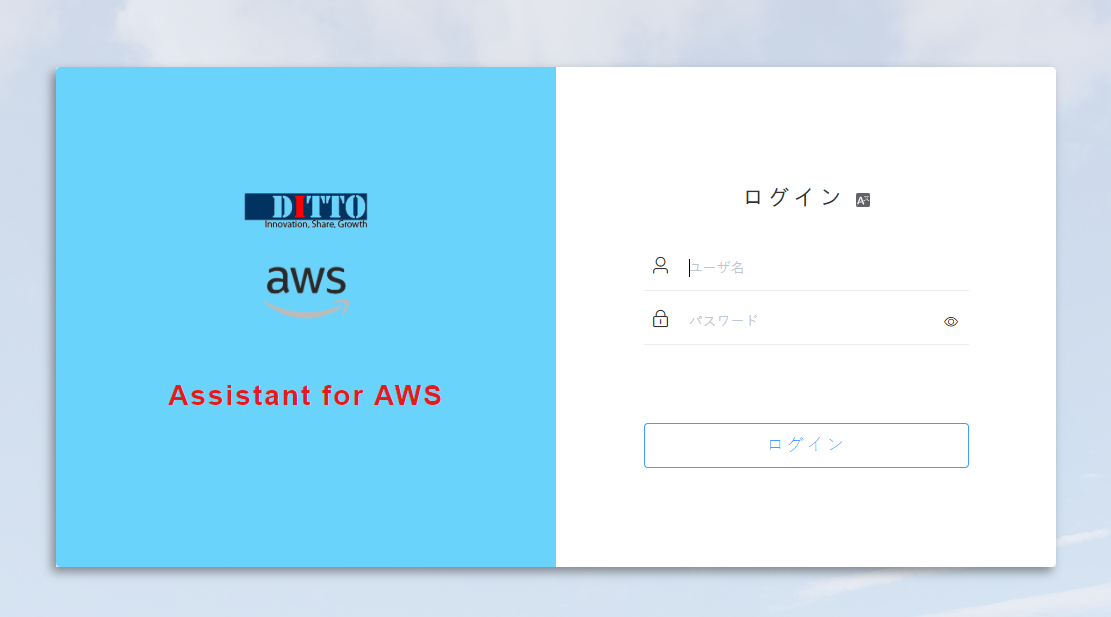 DITTO
Innovation, Share, Growth
aws
Assistant for AWS
ログイン
ユーザ名
パスワード
ログイン